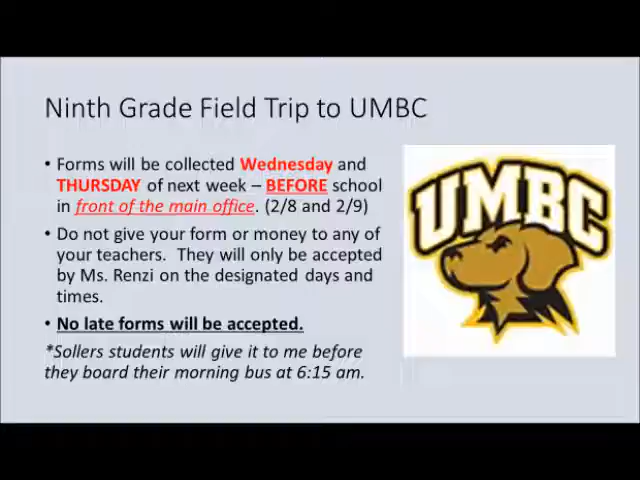 Ninth Grade Field Trip to UMBC
• Forms will be collected Wednesday and
THURSDAY of next week – BEFORE school
in front of the main office. (2/8 and 2/9)
• Do not give your form or money to any of
your teachers. They will only be accepted
by Ms. Renzi on the designated days and
times.
• No late forms will be accepted.
*Sollers students will give it to me before
they board their morning bus at 6:15 am.
UMBC